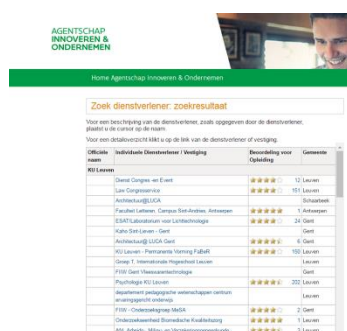 AGENTSCHAP
INNOVEREN &
ONDERNEMEN
Home Agentschap Innoveren & Ondernemen
Zoek dienstverlener: zoekresultaat
Voor een beschrijving van de dienstverlener, zoals opgegeven door de dienstverlener,
plaatst u de cursor op de naam.
Voor een detailoverzicht klikt u op de link van de dienstverlener of vestiging.
Officiële naam Individuele Dienstverlener / Vestiging Beoordeling voor Opleiding Gemeente
KU Leuven
Dienst Congres- en Event 12 Leuven
Law Congresservice 151 Leuven
Architectuur@LUCA Schaarbeek
Faculteit Letteren, Campus Sint-Andries, Antwerpen 1 Antwerpen
ESAT/Laboratorium voor Lichttechnologie 24 Gent
Kaho Sint-Lieven - Gent Gent
Architectuur@ LUCA Gent 6 Gent
KU Leuven - Permanente Vorming FaBeR 150 Leuven
Groep T, Internationale Hogeschool Leuven Leuven
FIIW Gent Vleeswarentechnologie Gent
Psychologie KU Leuven 202 Leuven
departement pedagogische wetenschappen centrum
ervaringsgericht onderwijs Leuven
FIIW - Onderzoeksgroep MeSA 2 Gent
Onderzoekseenheid Biomedische Kwaliteitszorg 1 Leuven